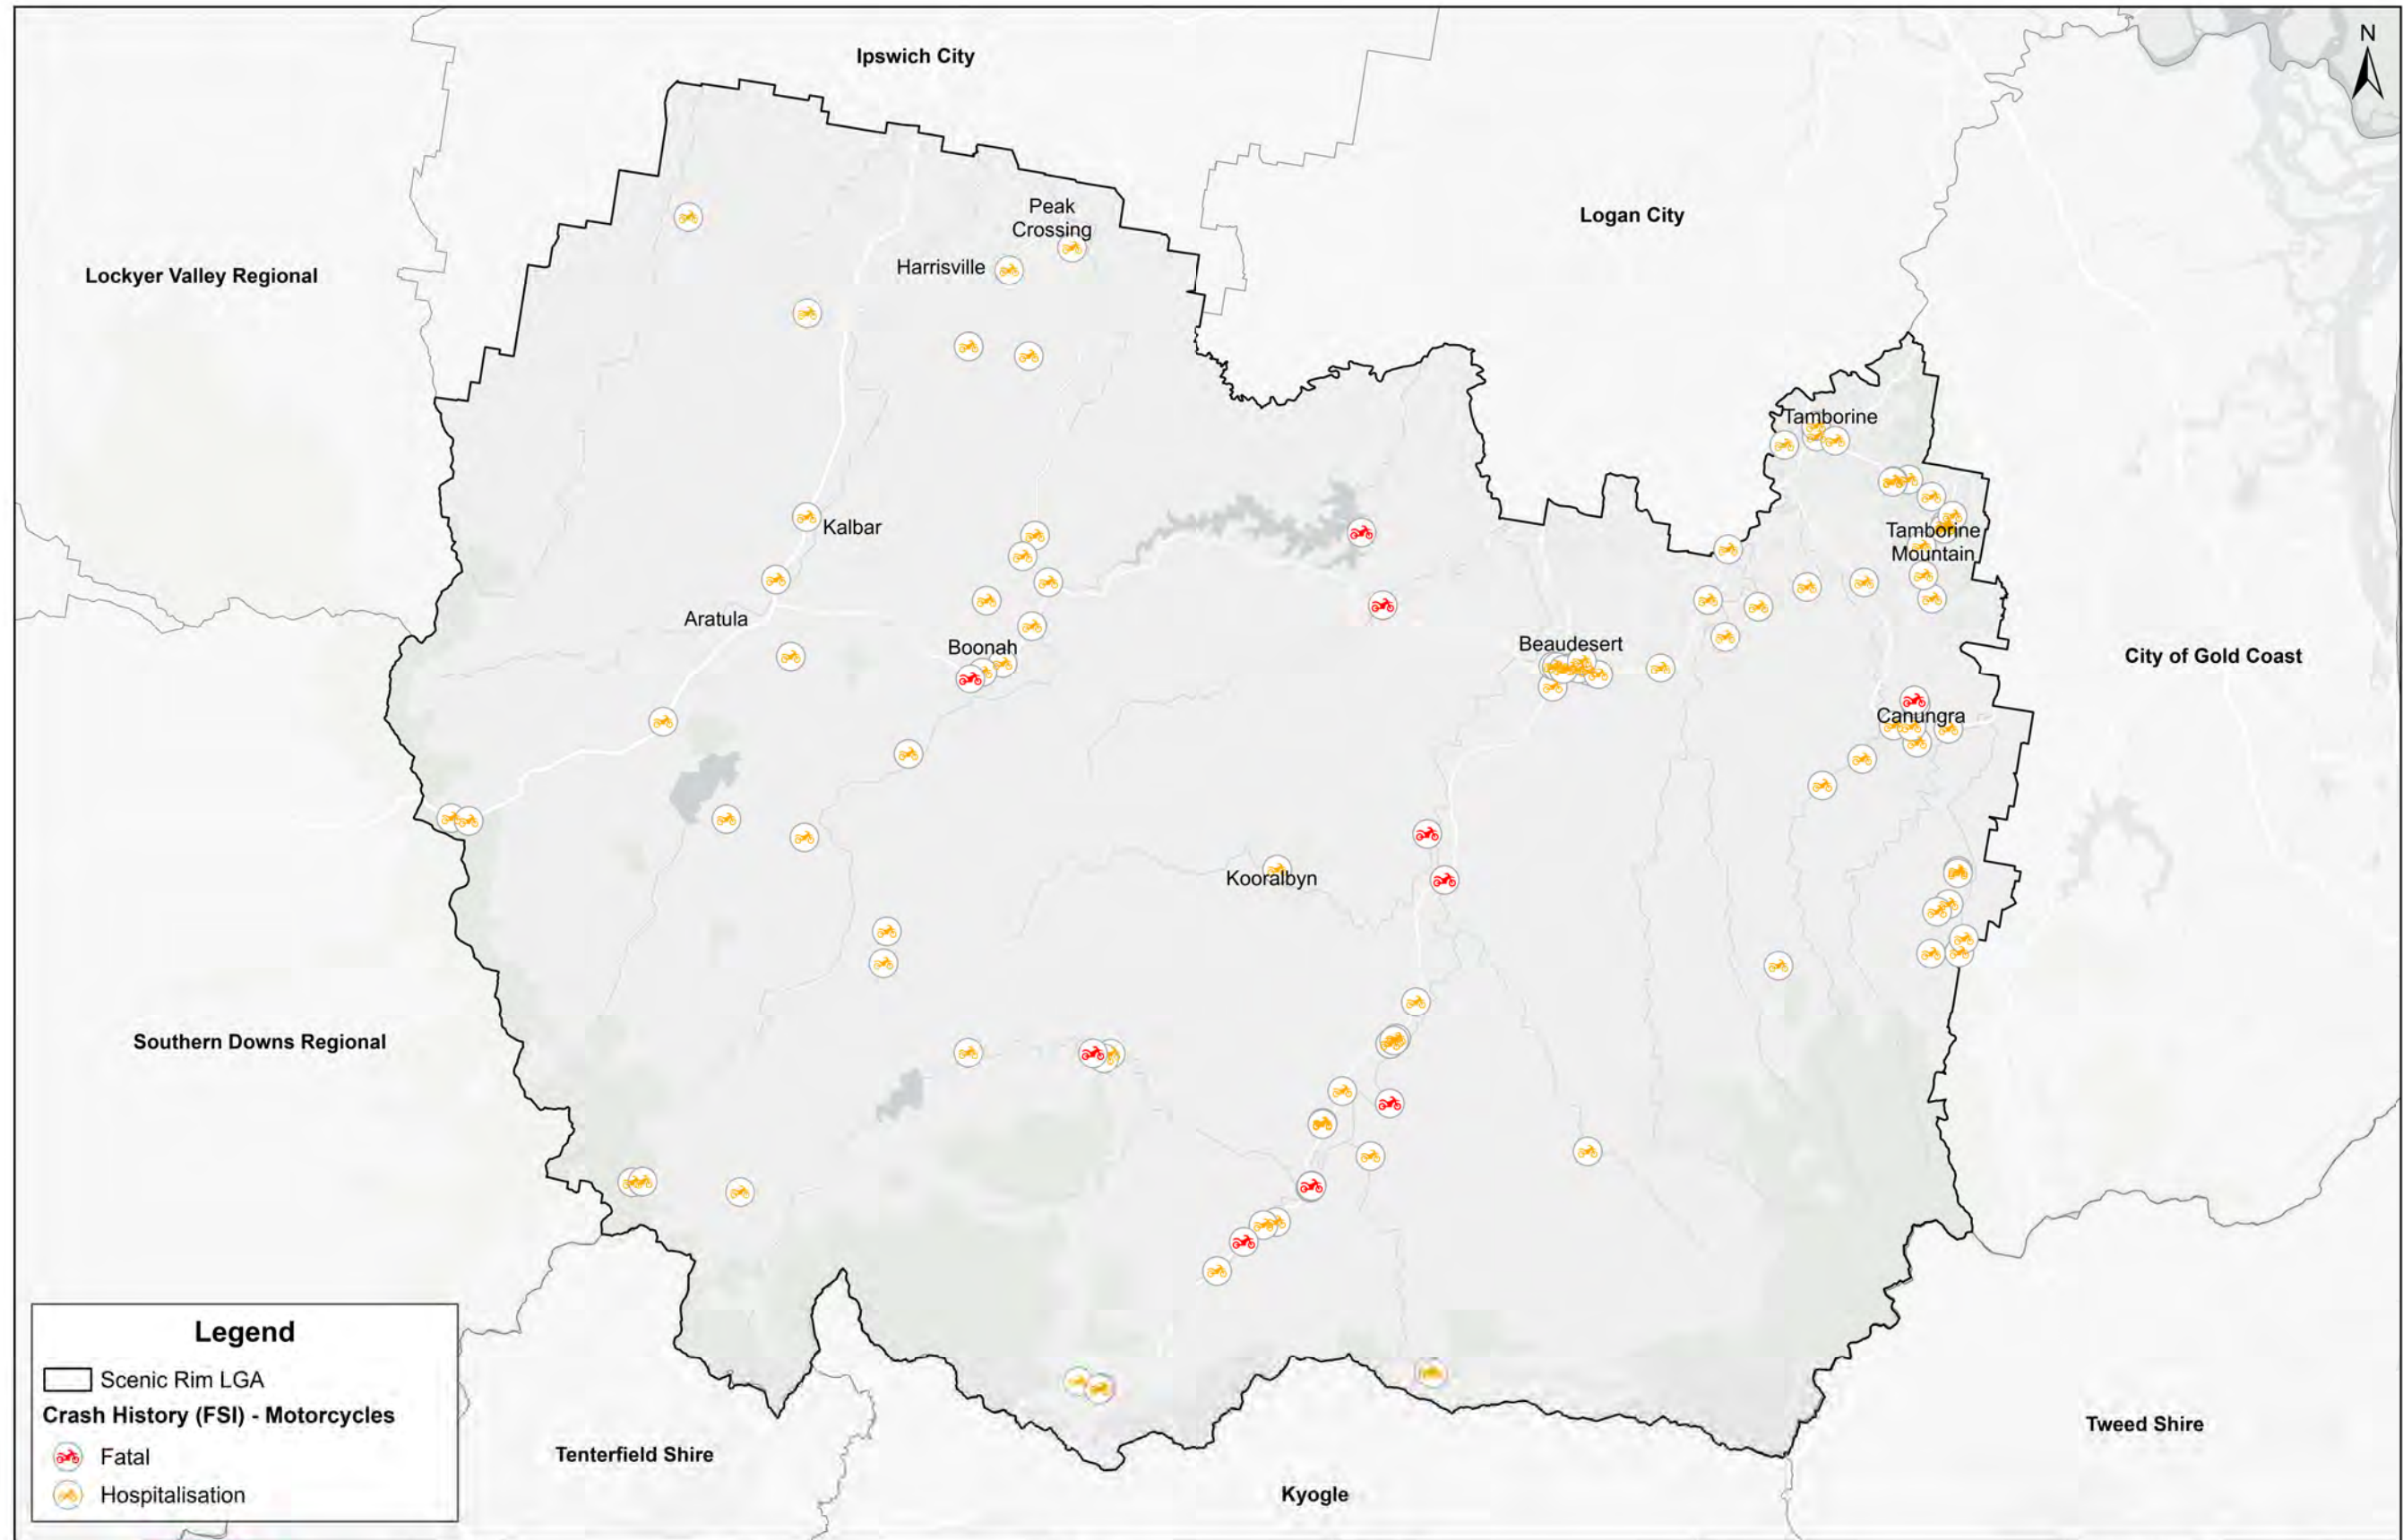 N
Ipswich City
Logan City
Peak
Crossing
Harrisville
Lockyer Valley Regional
Tamborine
Kalbar
Tamborine
Mountain
Aratula
Boonah
Beaudesert
City of Gold Coast
Canungra
Kooralbyn
Southern Downs Regional
Legend
Scenic Rim LGA
Crash History (FSI) - Motorcycles
Fatal
Hospitalisation
Tenterfield Shire
Kyogle
Tweed Shire